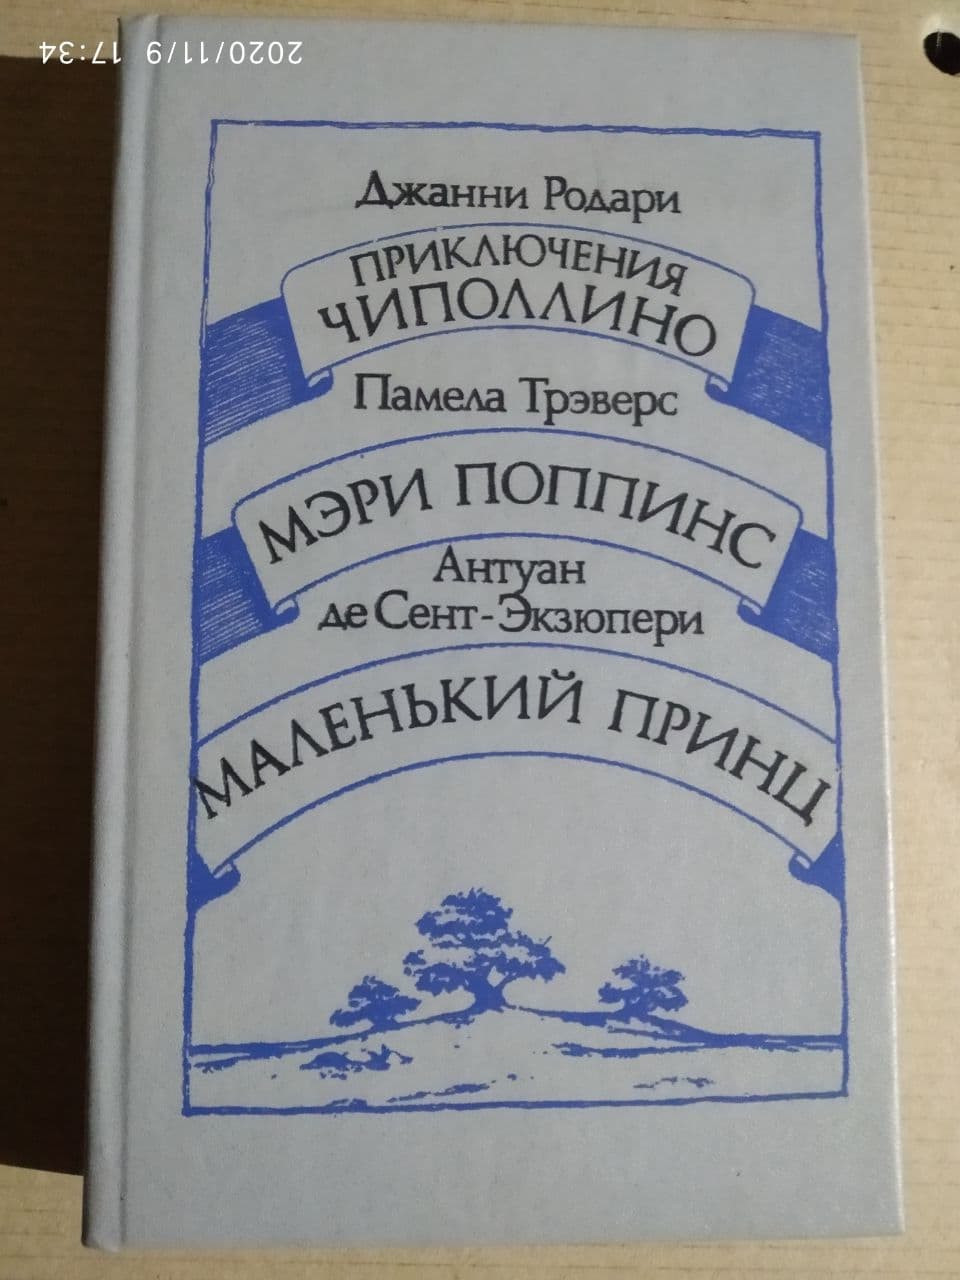 2020/11/9 17:34
Джанни Родари
ПРИКЛЮЧЕНИЯ
ЧИПОЛЛИНО
Памела Трэверс
МЭРИ ПОППИНС
Антуан
де Сент-Экзюпери
МАЛЕНЬКИЙ ПРИНЦ